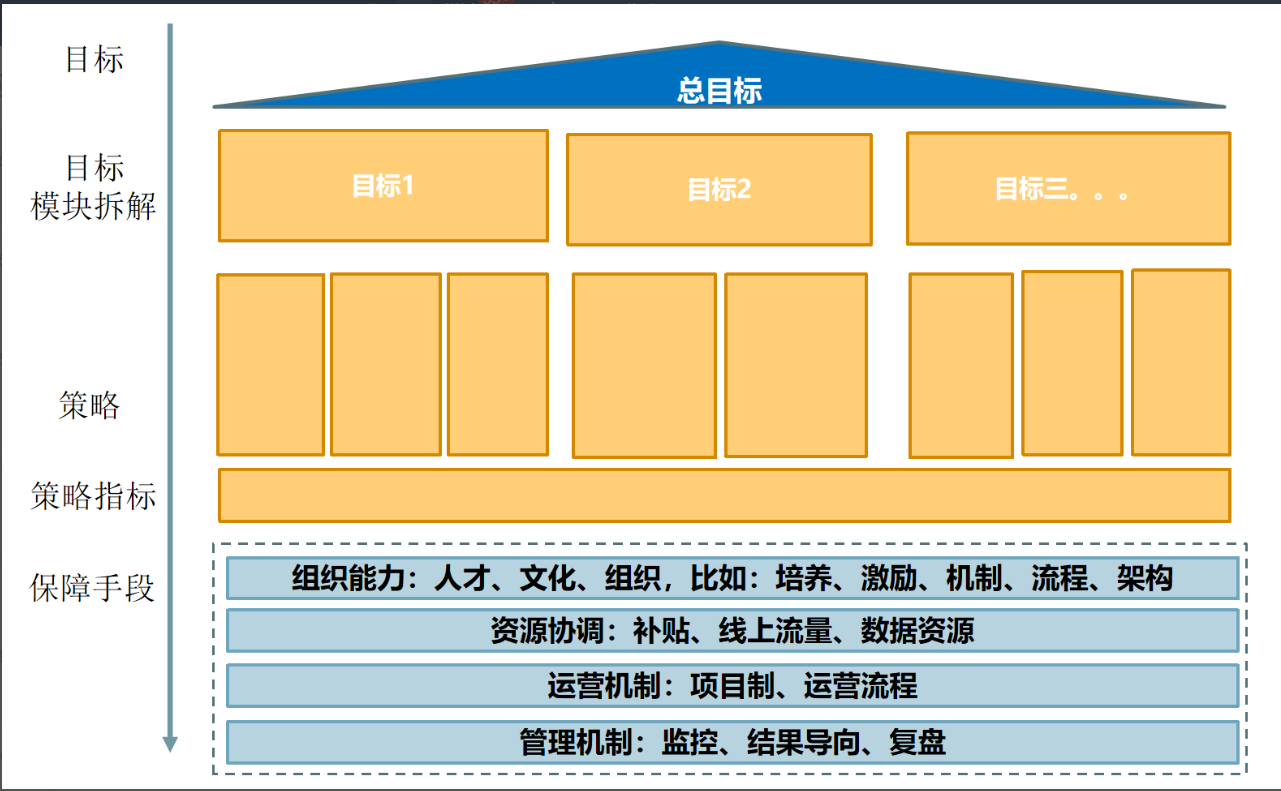 目标
总目标
目标
模块拆解
目标1
目标2
目标三。。。
策略
策略指标
保障手段
组织能力：人才、文化、组织，比如：培养、激励、机制、流程、架构
资源协调：补贴、线上流量、数据资源
运营机制：项目制、运营流程
管理机制：监控、结果导向、复盘